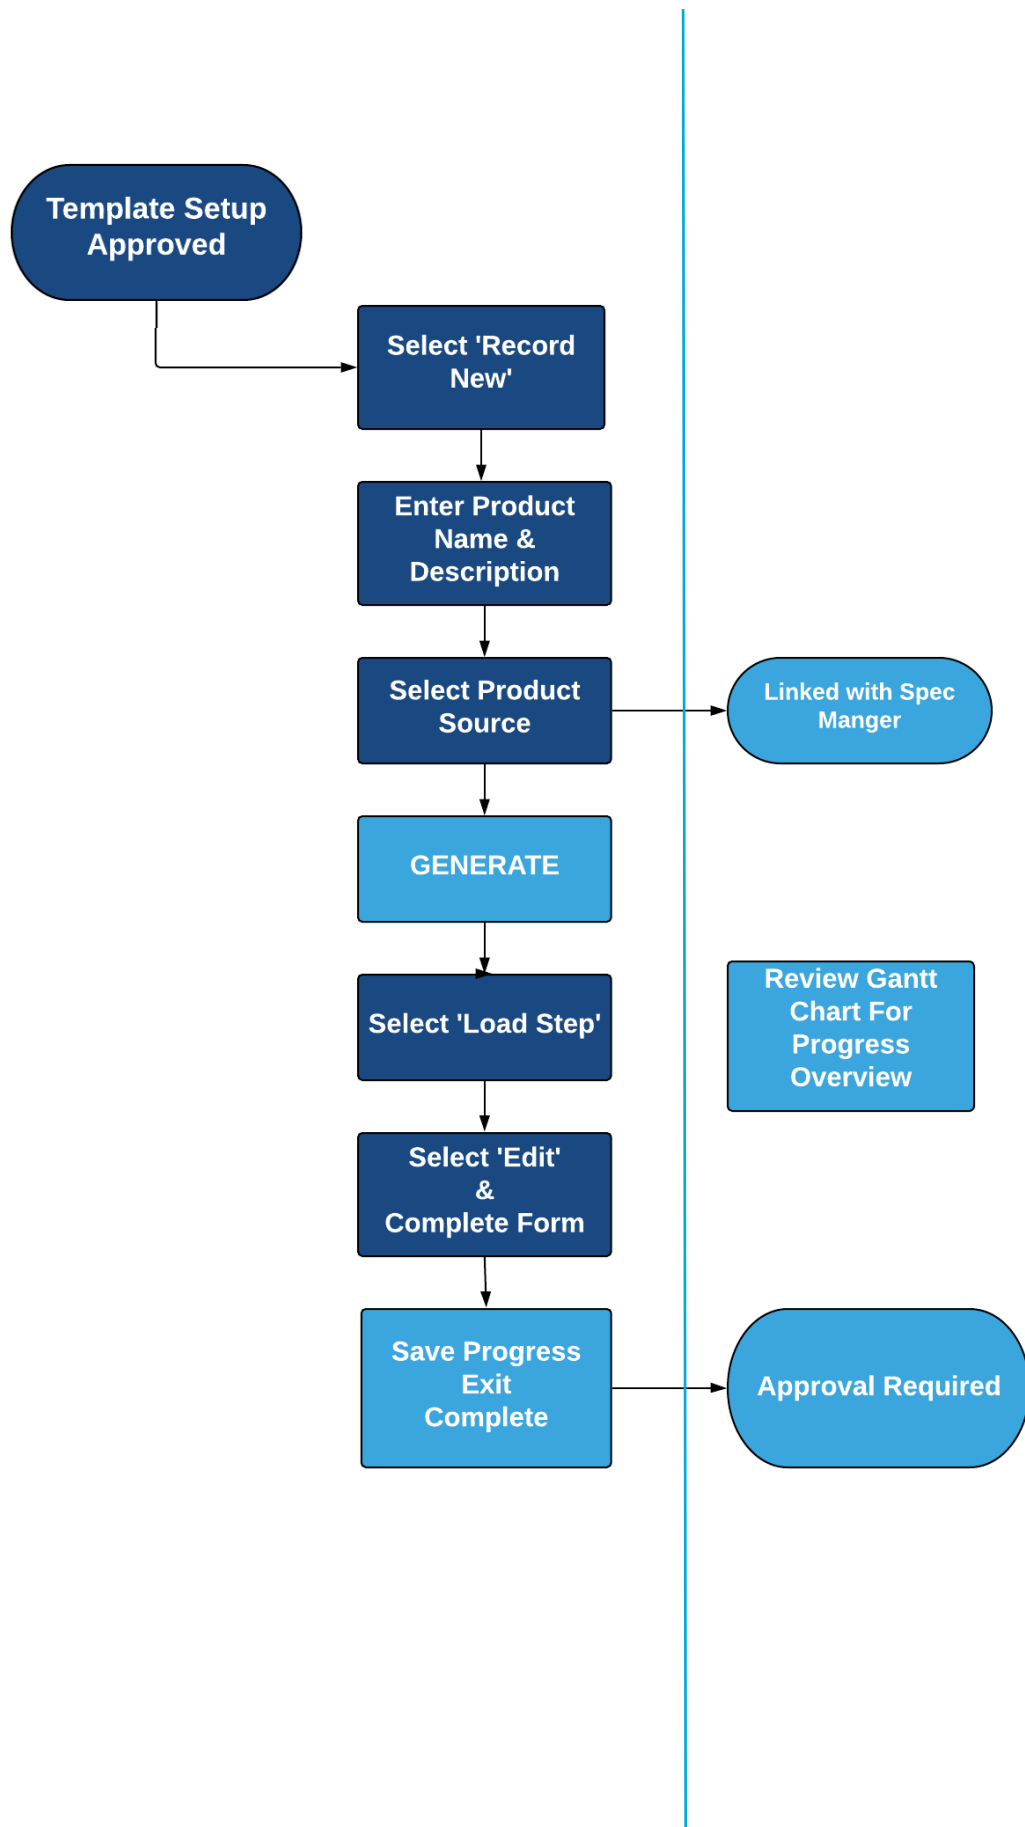 Template Setup
Approved
Select 'Record
New'
Enter Product
Name &
Description
Select Product
Source
Linked with Spec
Manger
GENERATE
Select 'Load Step'
Review Gantt
Chart For
Progress
Overview
Select 'Edit'
&
Complete Form
Save Progress
Exit
Complete
Approval Required